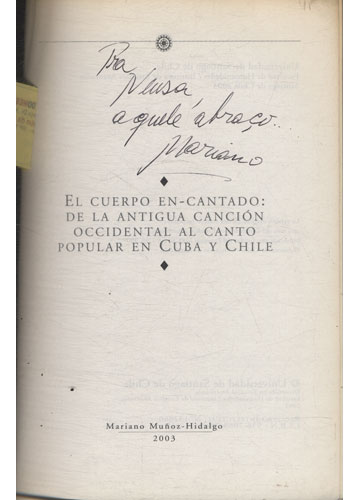 Pra
Neusa,
aquele abraço...
Mariano
EL CUERPO EN-CANTADO:
DE LA ANTIGUA CANCIÓN
OCCIDENTAL AL CANTO
POPULAR EN CUBA Y CHILE
Mariano Muñoz-Hidalgo
2003